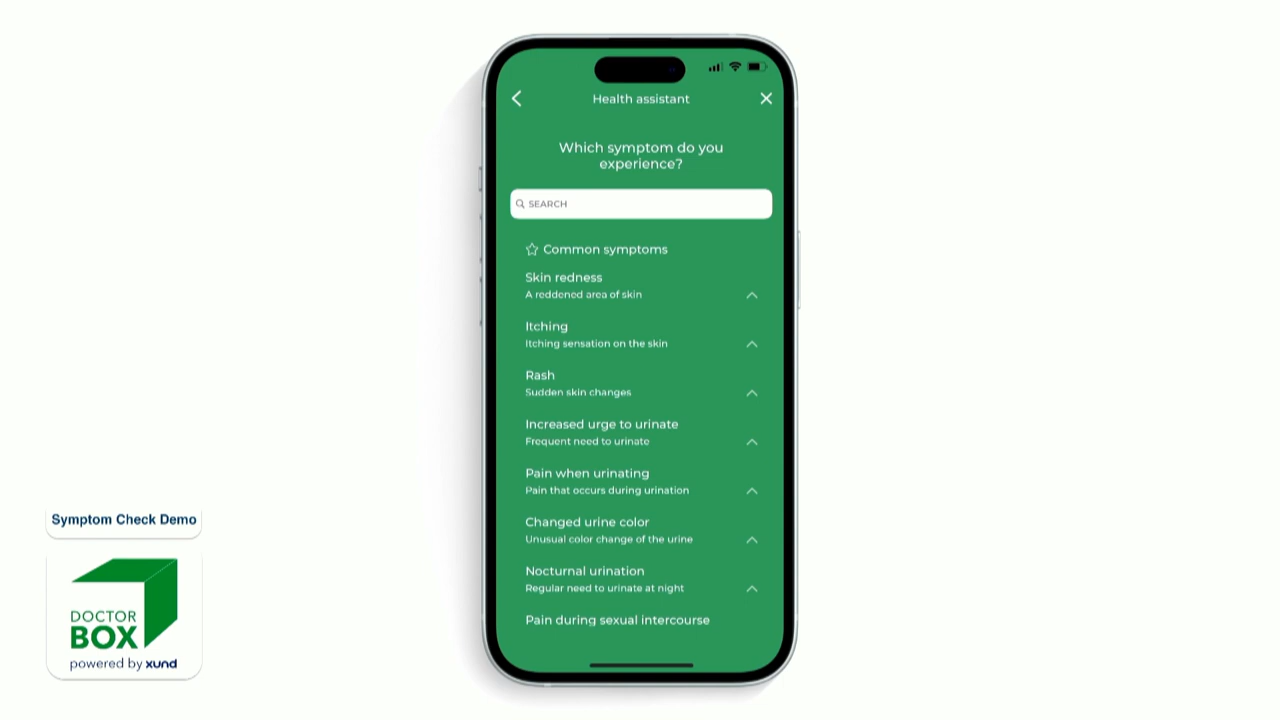 Health assistant
Which symptom do you
experience?
SEARCH
Common symptoms
Skin redness
A reddened area of skin
Itching
Itching sensation on the skin
Rash
Sudden skin changes
Increased urge to urinate
Frequent need to urinate
Pain when urinating
Pain that occurs during urination
Changed urine color
Unusual color change of the urine
Nocturnal urination
Regular need to urinate at night
Pain during sexual intercourse
Symptom Check Demo
DOCTOR
BOX
powered by xund